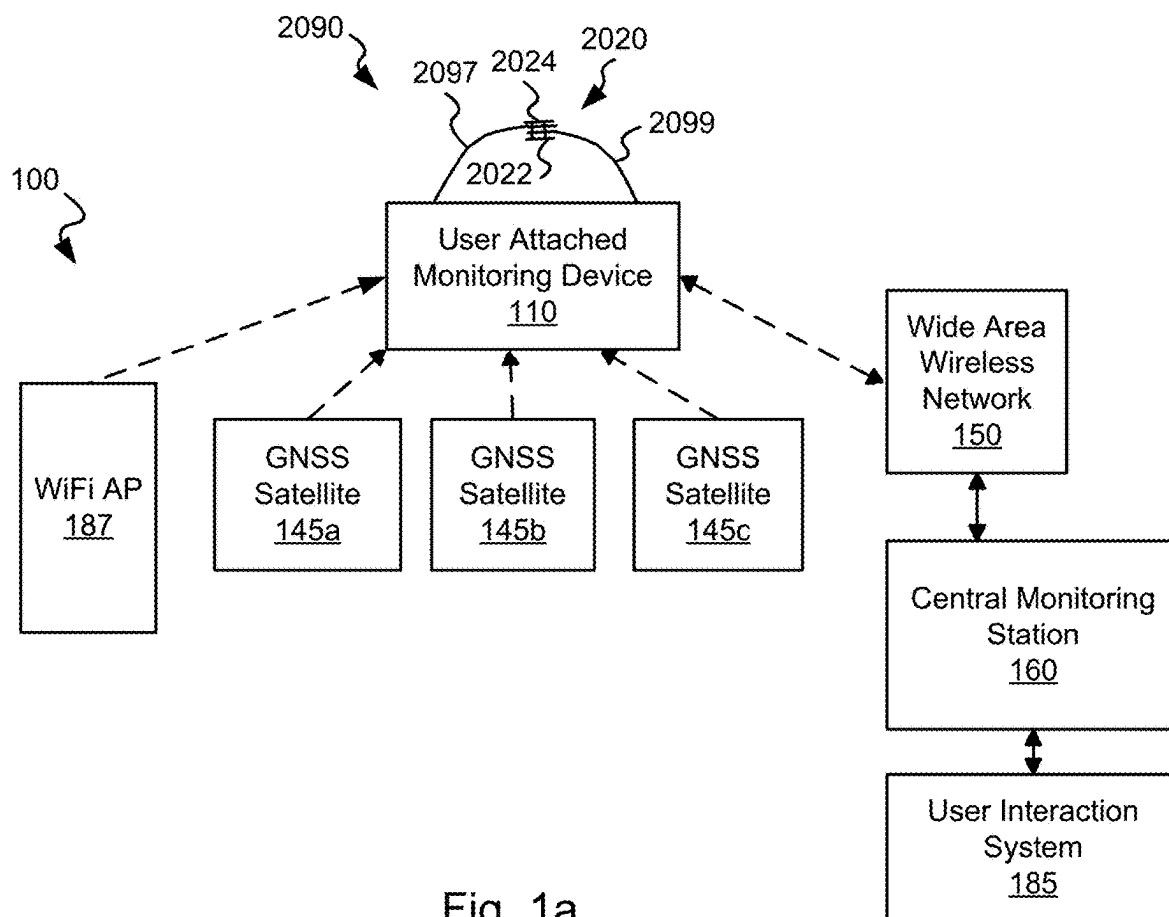 2090
2020
2024
2097
2099
2022
100
User Attached
Monitoring Device
110
Wide Area
Wireless
Network
150
WiFi AP
187
GNSS
Satellite
145a
GNSS
Satellite
145b
GNSS
Satellite
145c
Central Monitoring
Station
160
User Interaction
System
185
Fig. 1a